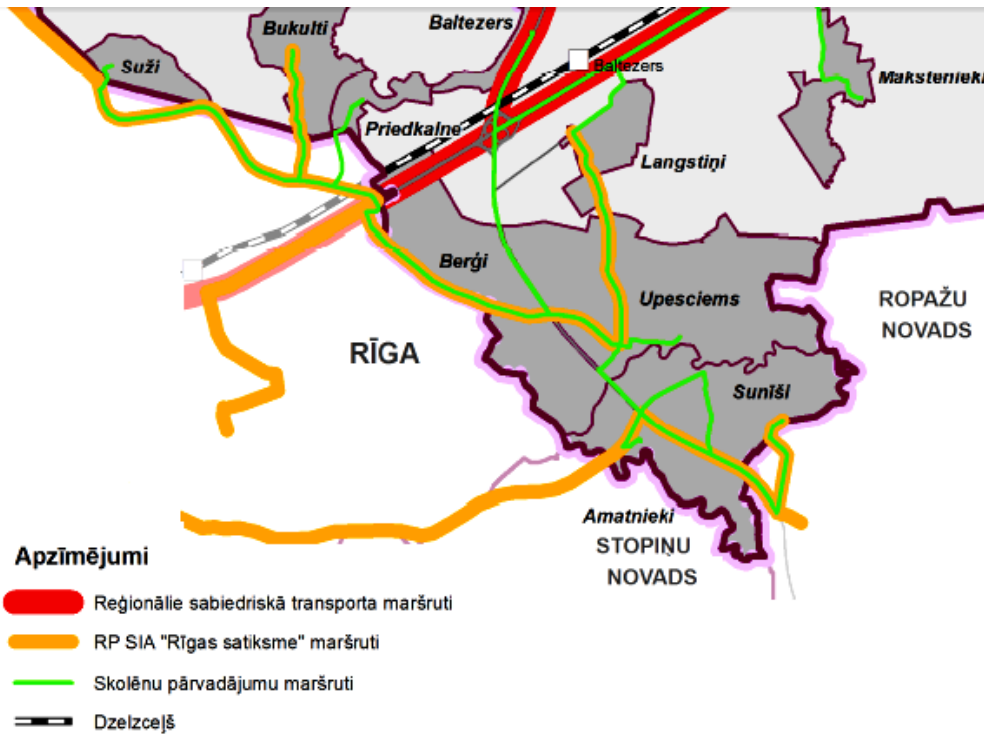 Bukulti
Baltezers
Suži
Baltezers
Makstenieki
Priedkalne
Langstiņi
Berģi
Upesciems
ROPAŽU
NOVADS
RĪGA
Sunīši
Amatnieki
STOPIŅU
NOVADS
Apzīmējumi
Reģionālie sabiedriskā transporta maršruti
RP SIA "Rīgas satiksme" maršruti
Skolēnu pārvadājumu maršruti
Dzelzceļš